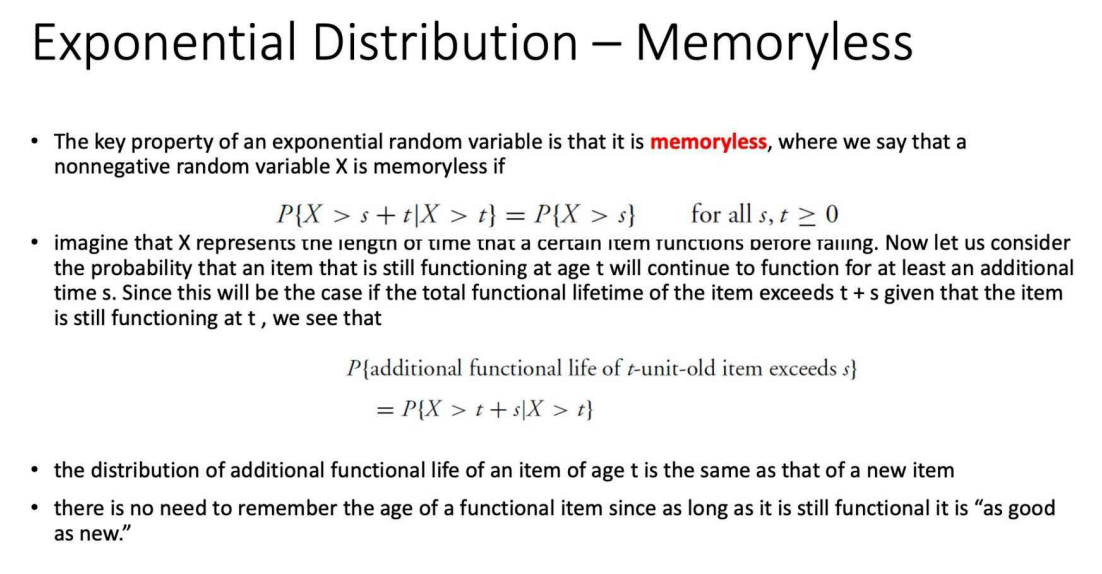 Exponential Distribution – Memoryless
• The key property of an exponential random variable is that it is memoryless, where we say that a
nonnegative random variable X is memoryless if
P{X > s + t|X > t} = P{X > s} for all s, t ≥ 0
• imagine that X represents the length of time that a certain item functions before failing. Now let us consider
the probability that an item that is still functioning at age t will continue to function for at least an additional
time s. Since this will be the case if the total functional lifetime of the item exceeds t + s given that the item
is still functioning at t , we see that
P{additional functional life of t-unit-old item exceeds s}
= P{X > t + s|X > t}
• the distribution of additional functional life of an item of age t is the same as that of a new item
• there is no need to remember the age of a functional item since as long as it is still functional it is “as good
as new.”